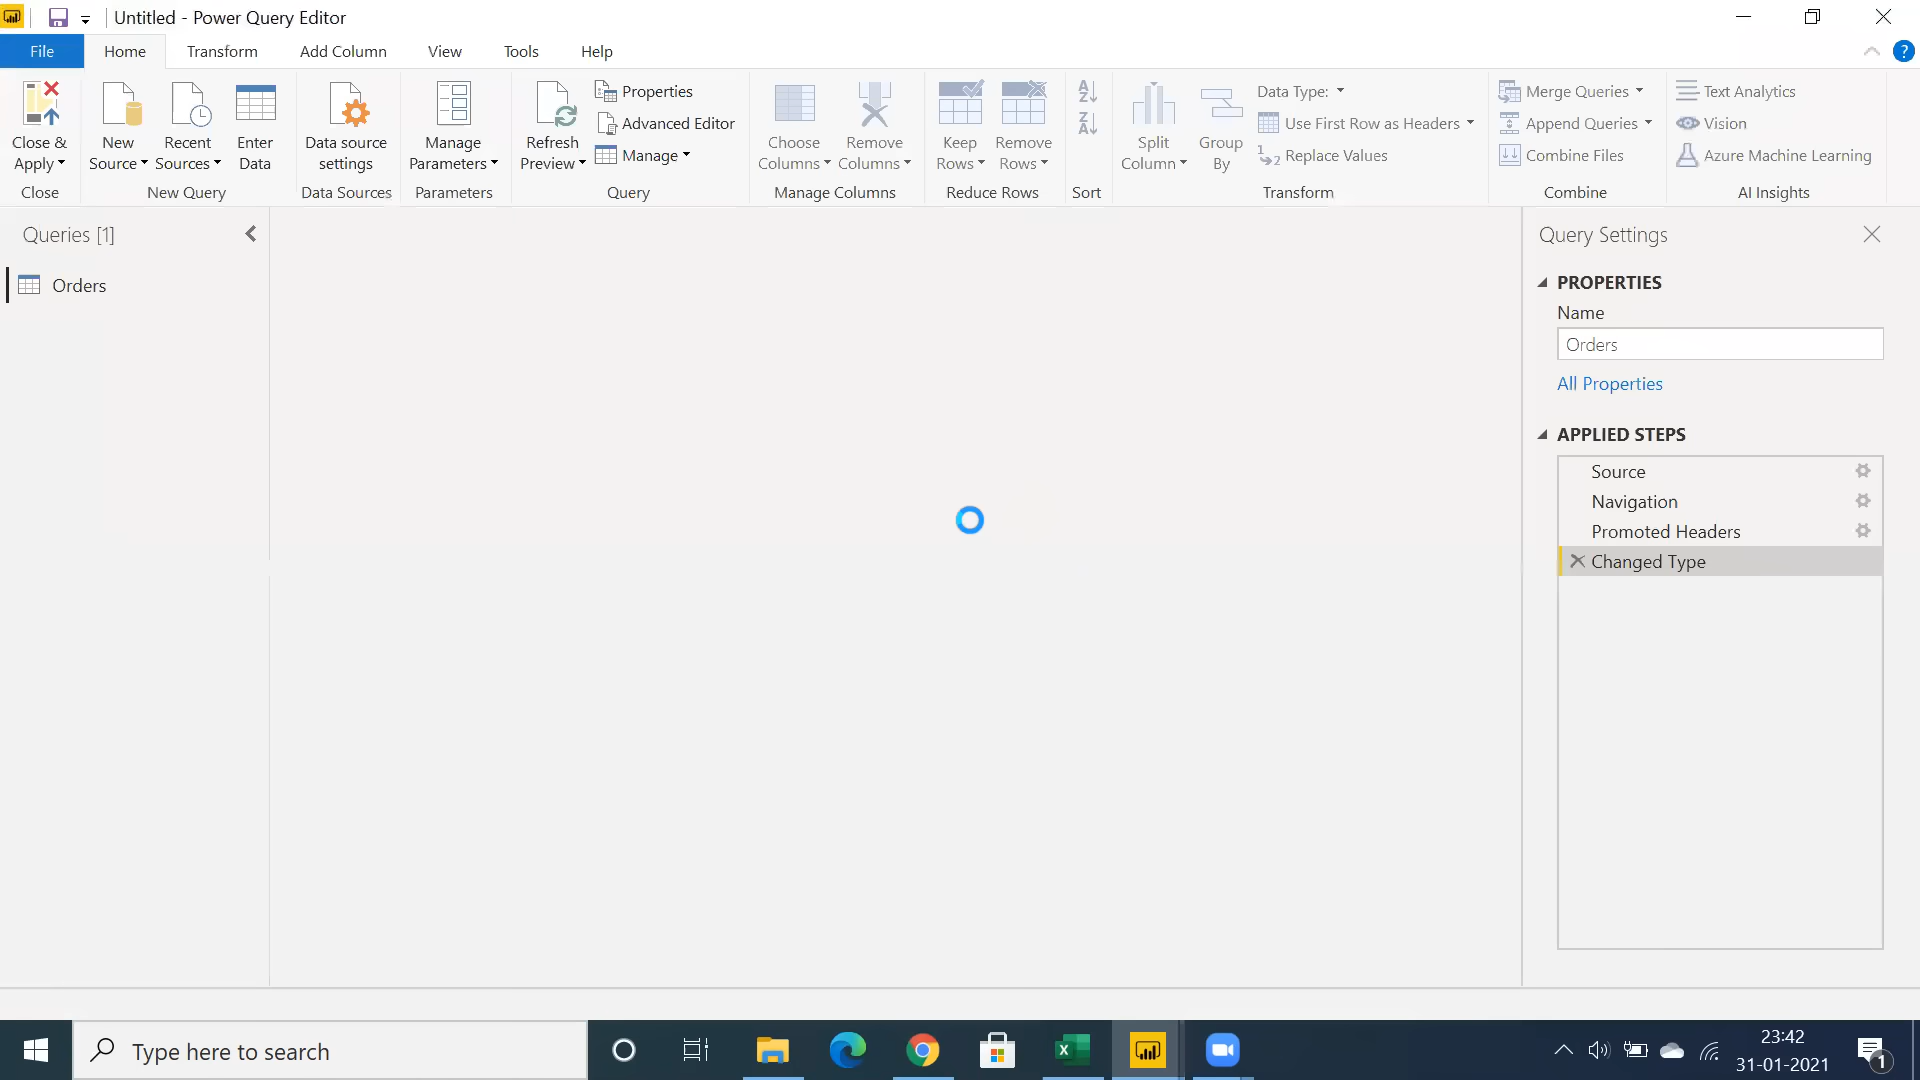 Untitled - Power Query Editor
File Home Transform Add Column View Tools Help
Close & Apply
Close
New Source
Recent Sources
Enter Data
New Query
Data source settings
Data Sources
Manage Parameters
Parameters
Refresh Preview
Properties
Advanced Editor
Manage
Query
Choose Columns
Remove Columns
Manage Columns
Keep Rows
Remove Rows
Reduce Rows
Sort
Split Column
Group By
Data Type:
Use First Row as Headers
Replace Values
Transform
Merge Queries
Append Queries
Combine Files
Combine
Text Analytics
Vision
Azure Machine Learning
AI Insights
Queries [1]
Orders
Query Settings
PROPERTIES
Name
Orders
All Properties
APPLIED STEPS
Source
Navigation
Promoted Headers
Changed Type
Type here to search
23:42
31-01-2021
1